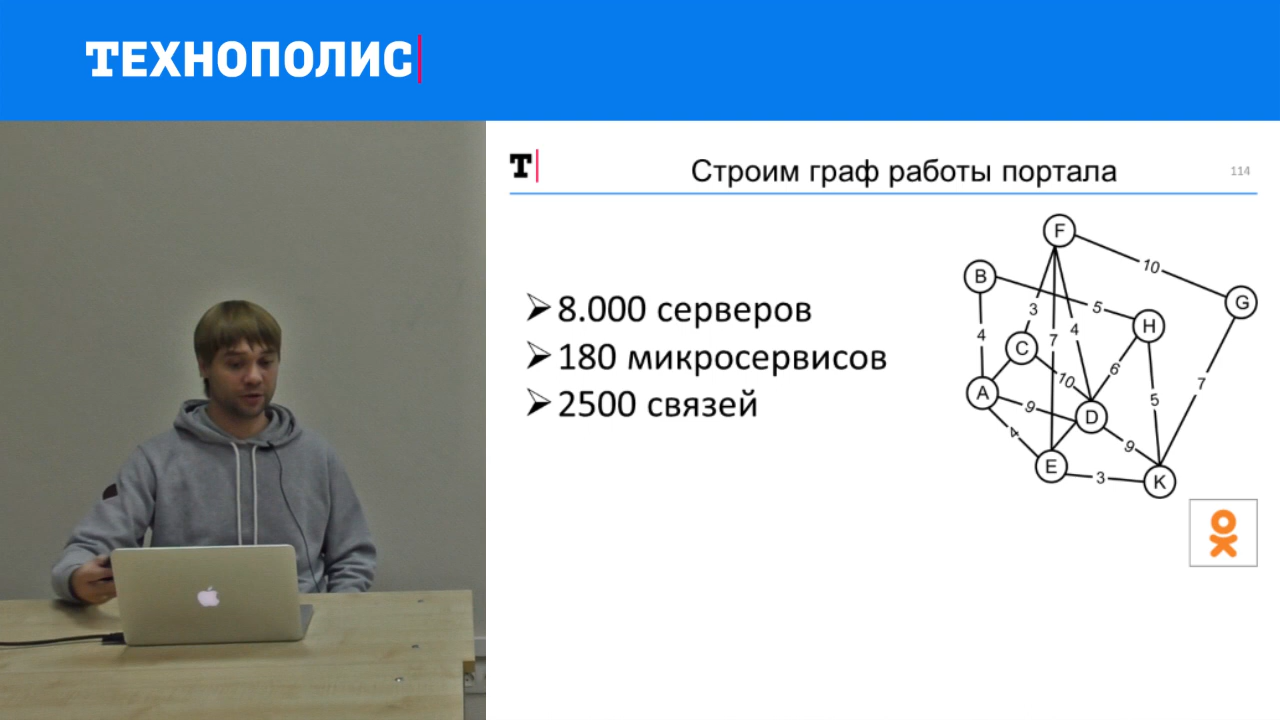 ТЕХНОПОЛИС
T
Строим граф работы портала
114
8.000 серверов
180 микросервисов
2500 связей
F
10
B
5
G
3
H
4
7
4
C
10
6
7
A
9
5
D
4
9
E
3
K